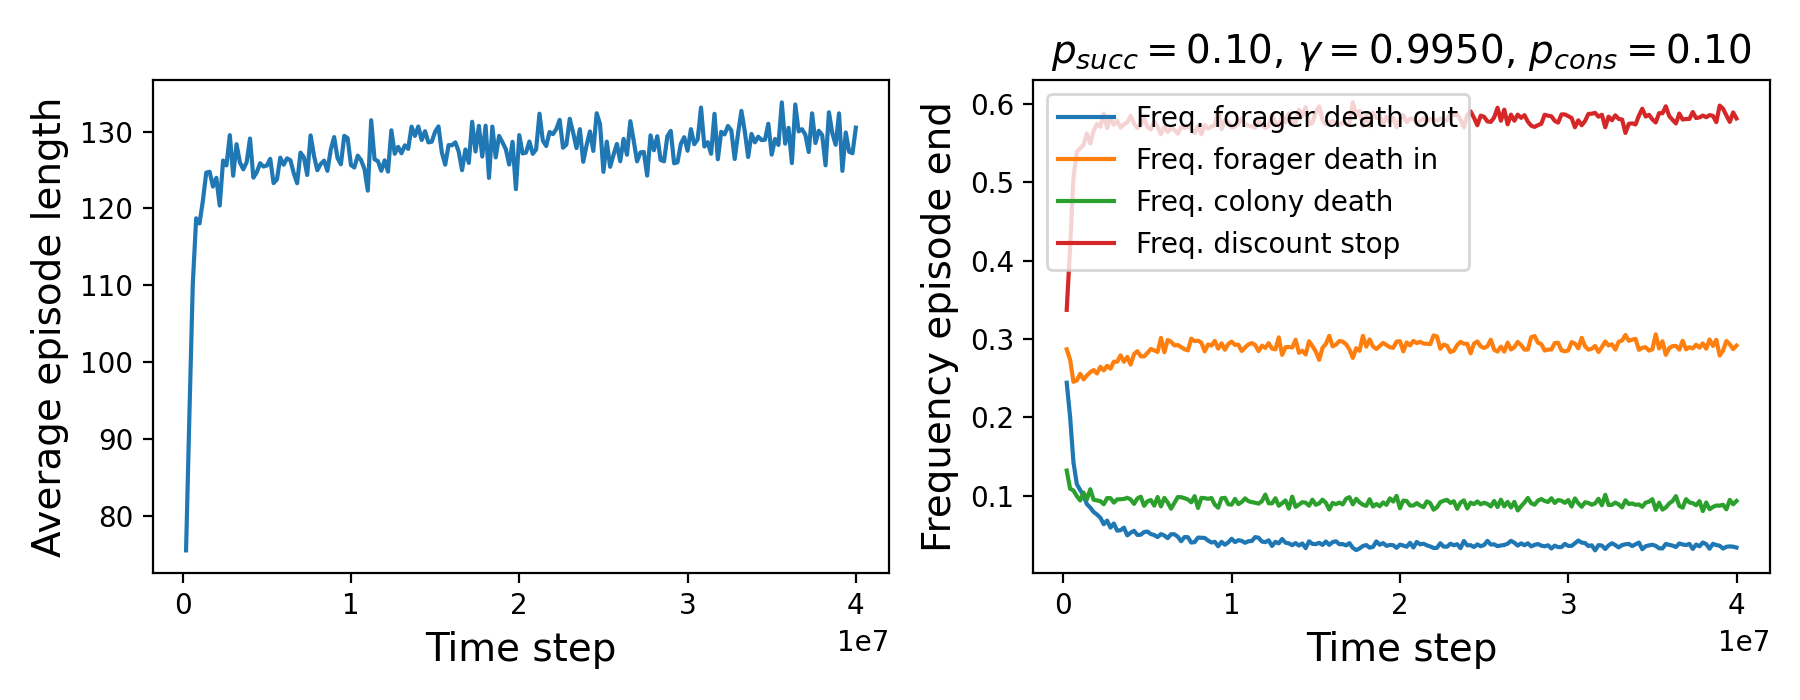 Average episode length
130
120
110
100
90
80
0 1 2 3 4
1e7
Time step
p_succ = 0.10, γ = 0.9950, p_cons = 0.10
Frequency episode end
0.6
0.5
0.4
0.3
0.2
0.1
Freq. forager death out
Freq. forager death in
Freq. colony death
Freq. discount stop
0 1 2 3 4
1e7
Time step